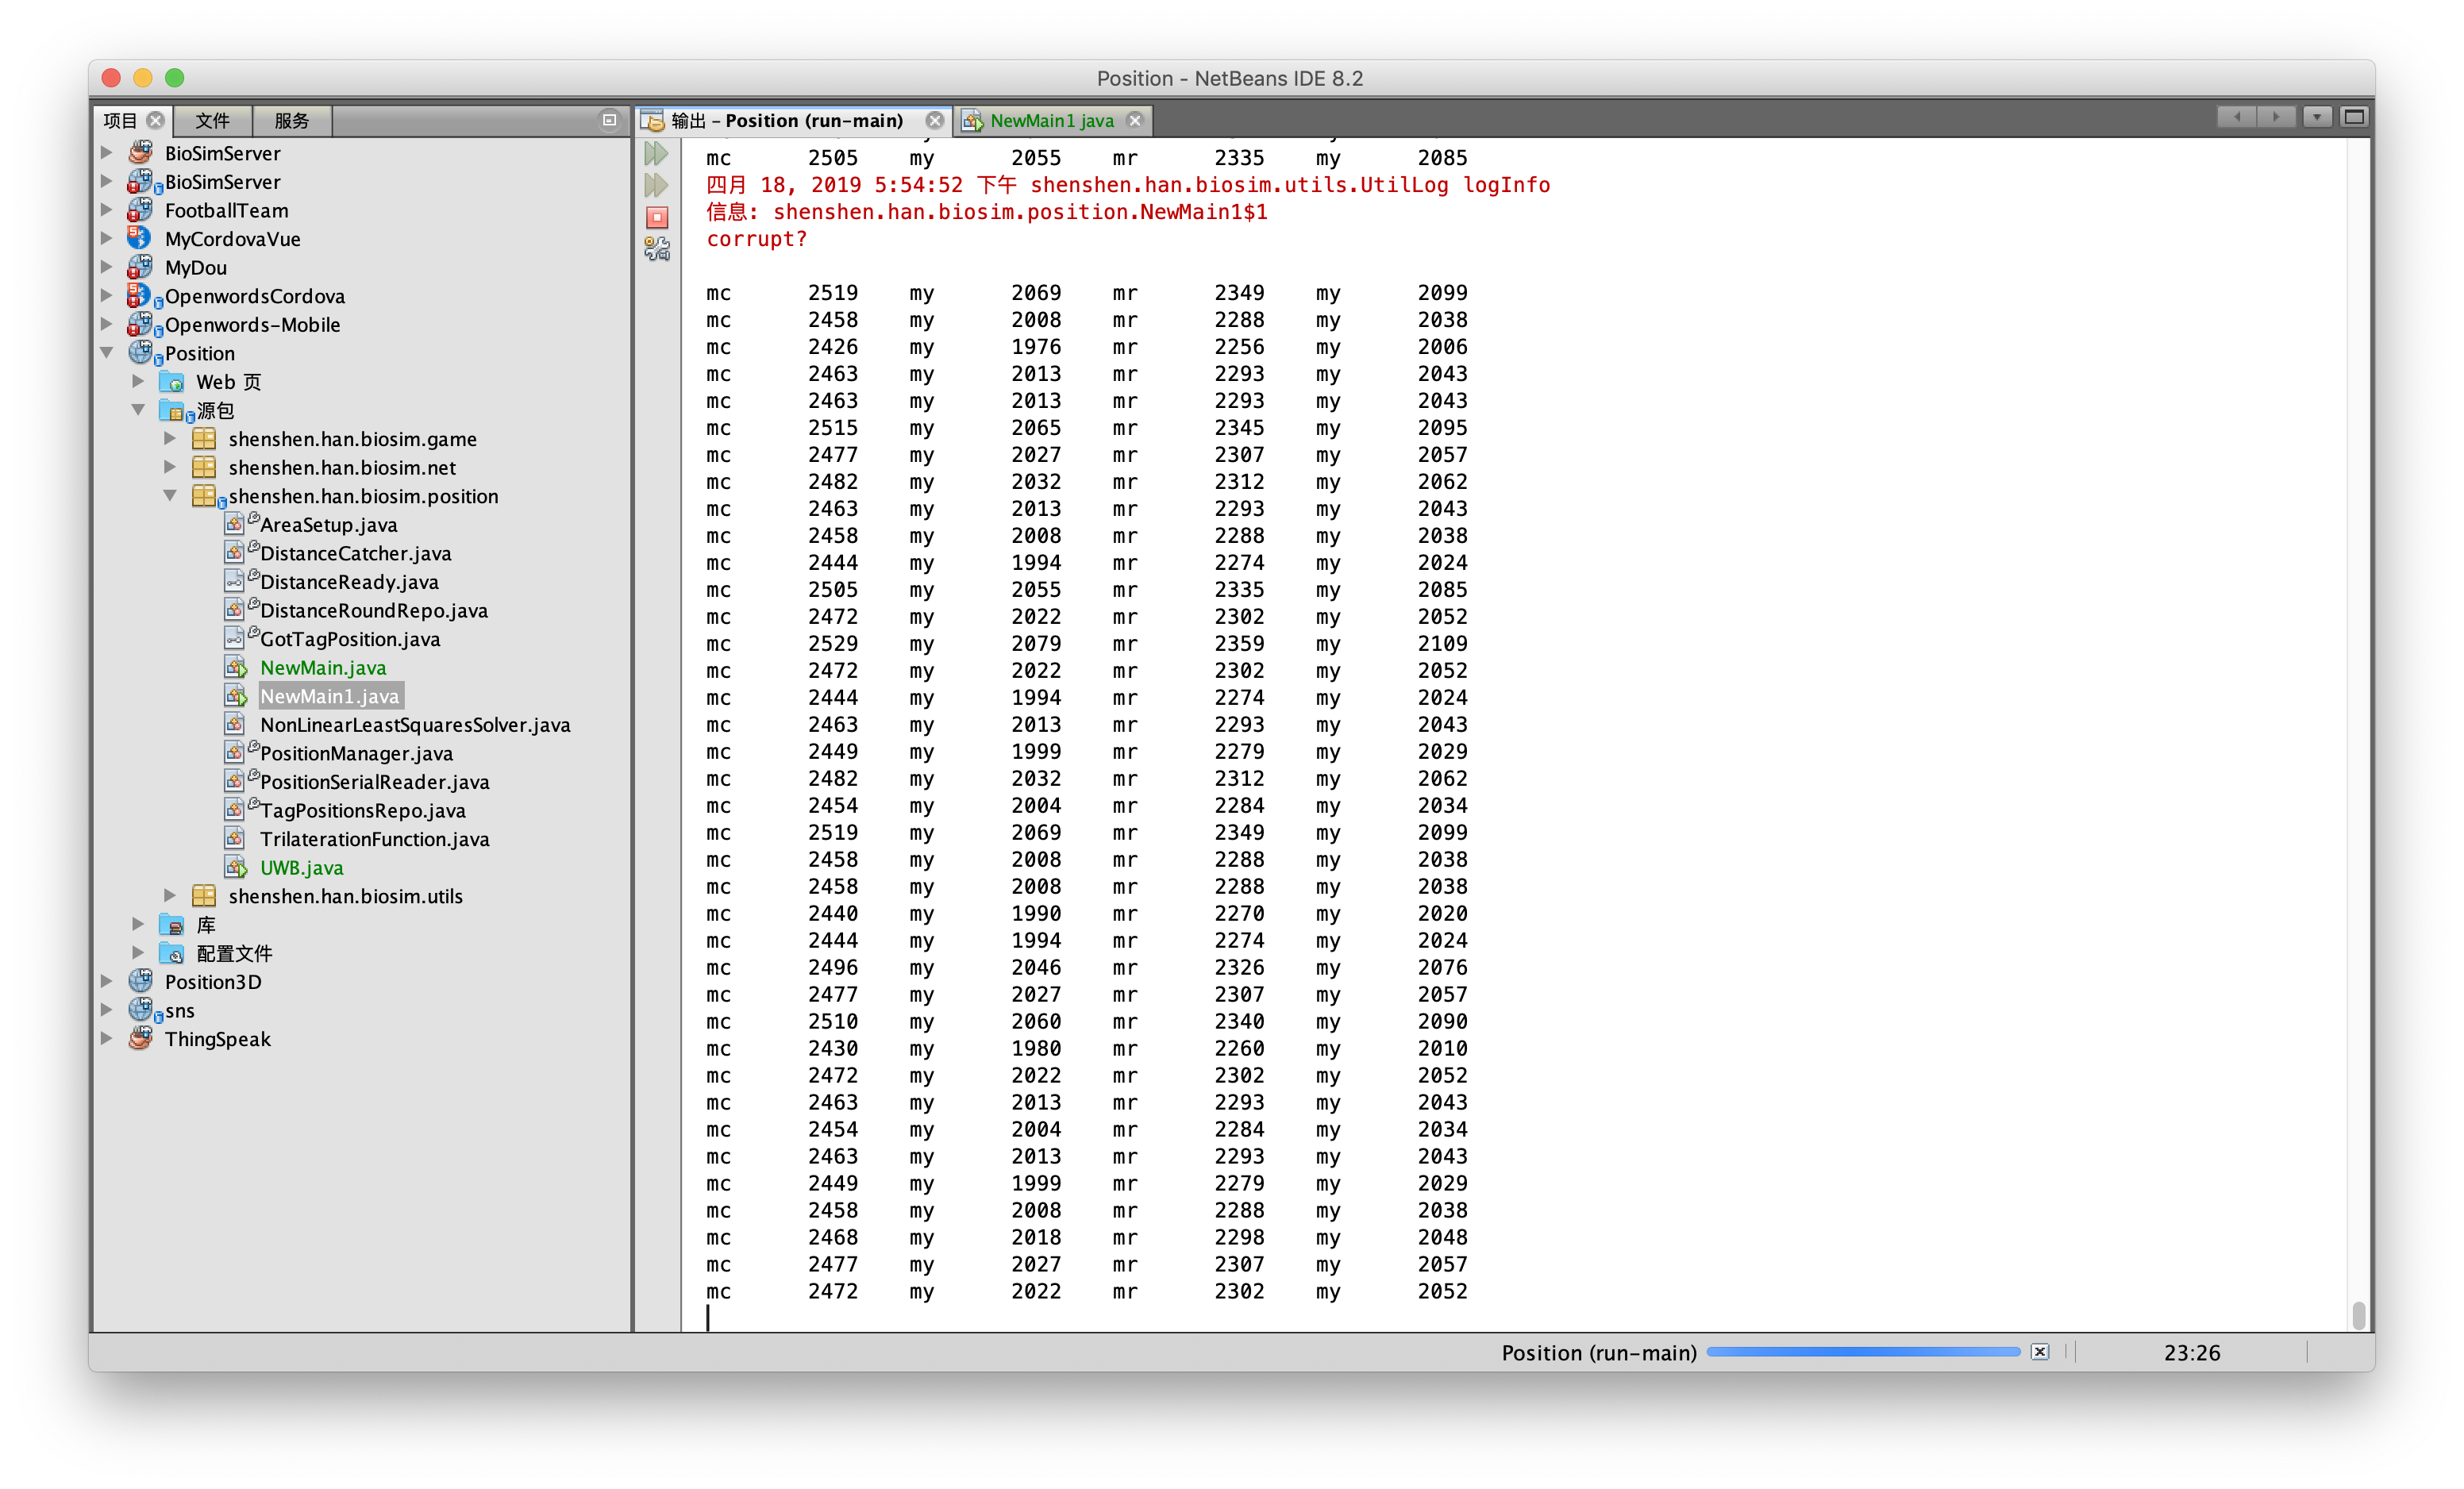 Position - NetBeans IDE 8.2
项目 文件 服务
输出 - Position (run-main) NewMain1 java
BioSimServer
BioSimServer
FootballTeam
MyCordovaVue
MyDou
OpenwordsCordova
Openwords-Mobile
Position
Web 页
源包
shenshen.han.biosim.game
shenshen.han.biosim.net
shenshen.han.biosim.position
AreaSetup.java
DistanceCatcher.java
DistanceReady.java
DistanceRoundRepo.java
GotTagPosition.java
NewMain.java
NewMain1.java
NonLinearLeastSquaresSolver.java
PositionManager.java
PositionSerialReader.java
TagPositionsRepo.java
TrilaterationFunction.java
UWB.java
shenshen.han.biosim.utils
库
配置文件
Position3D
sns
ThingSpeak
mc 2505 my 2055 mr 2335 my 2085
四月 18, 2019 5:54:52 下午 shenshen.han.biosim.utils.UtilLog logInfo
信息: shenshen.han.biosim.position.NewMain1$1
corrupt?
mc 2519 my 2069 mr 2349 my 2099
mc 2458 my 2008 mr 2288 my 2038
mc 2426 my 1976 mr 2256 my 2006
mc 2463 my 2013 mr 2293 my 2043
mc 2463 my 2013 mr 2293 my 2043
mc 2515 my 2065 mr 2345 my 2095
mc 2477 my 2027 mr 2307 my 2057
mc 2482 my 2032 mr 2312 my 2062
mc 2463 my 2013 mr 2293 my 2043
mc 2458 my 2008 mr 2288 my 2038
mc 2444 my 1994 mr 2274 my 2024
mc 2505 my 2055 mr 2335 my 2085
mc 2472 my 2022 mr 2302 my 2052
mc 2529 my 2079 mr 2359 my 2109
mc 2472 my 2022 mr 2302 my 2052
mc 2444 my 1994 mr 2274 my 2024
mc 2463 my 2013 mr 2293 my 2043
mc 2449 my 1999 mr 2279 my 2029
mc 2482 my 2032 mr 2312 my 2062
mc 2454 my 2004 mr 2284 my 2034
mc 2519 my 2069 mr 2349 my 2099
mc 2458 my 2008 mr 2288 my 2038
mc 2458 my 2008 mr 2288 my 2038
mc 2440 my 1990 mr 2270 my 2020
mc 2444 my 1994 mr 2274 my 2024
mc 2496 my 2046 mr 2326 my 2076
mc 2477 my 2027 mr 2307 my 2057
mc 2510 my 2060 mr 2340 my 2090
mc 2430 my 1980 mr 2260 my 2010
mc 2472 my 2022 mr 2302 my 2052
mc 2463 my 2013 mr 2293 my 2043
mc 2454 my 2004 mr 2284 my 2034
mc 2463 my 2013 mr 2293 my 2043
mc 2449 my 1999 mr 2279 my 2029
mc 2458 my 2008 mr 2288 my 2038
mc 2468 my 2018 mr 2298 my 2048
mc 2477 my 2027 mr 2307 my 2057
mc 2472 my 2022 mr 2302 my 2052
Position (run-main) 23:26